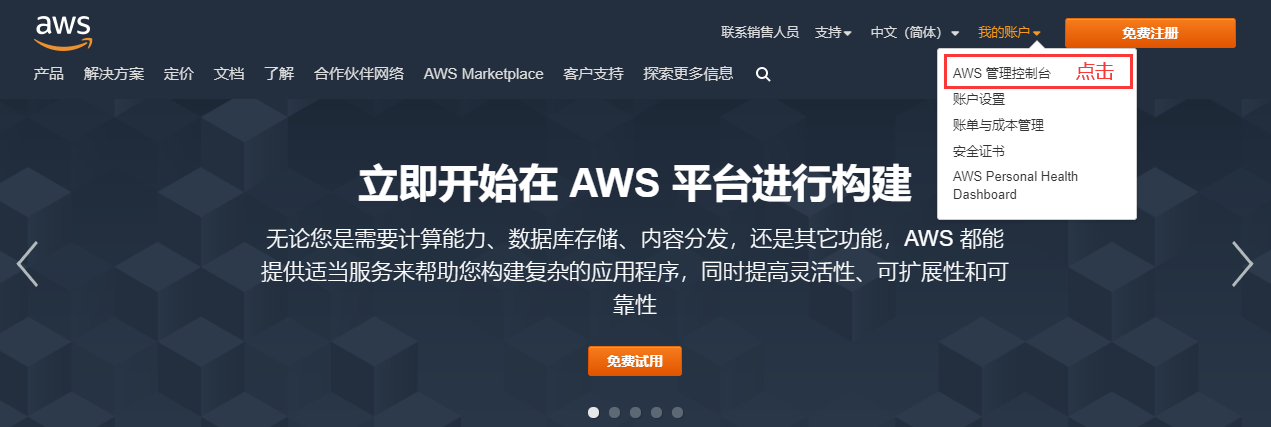 aws
联系销售人员 支持 中文（简体） 我的账户 免费注册
产品 解决方案 定价 文档 了解 合作伙伴网络 AWS Marketplace 客户支持 探索更多信息
AWS 管理控制台 点击
账户设置
账单与成本管理
安全证书
AWS Personal Health
Dashboard
立即开始在 AWS 平台进行构建
无论您是需要计算能力、数据库存储、内容分发，还是其它功能，AWS 都能
提供适当服务来帮助您构建复杂的应用程序，同时提高灵活性、可扩展性和可
靠性
免费试用